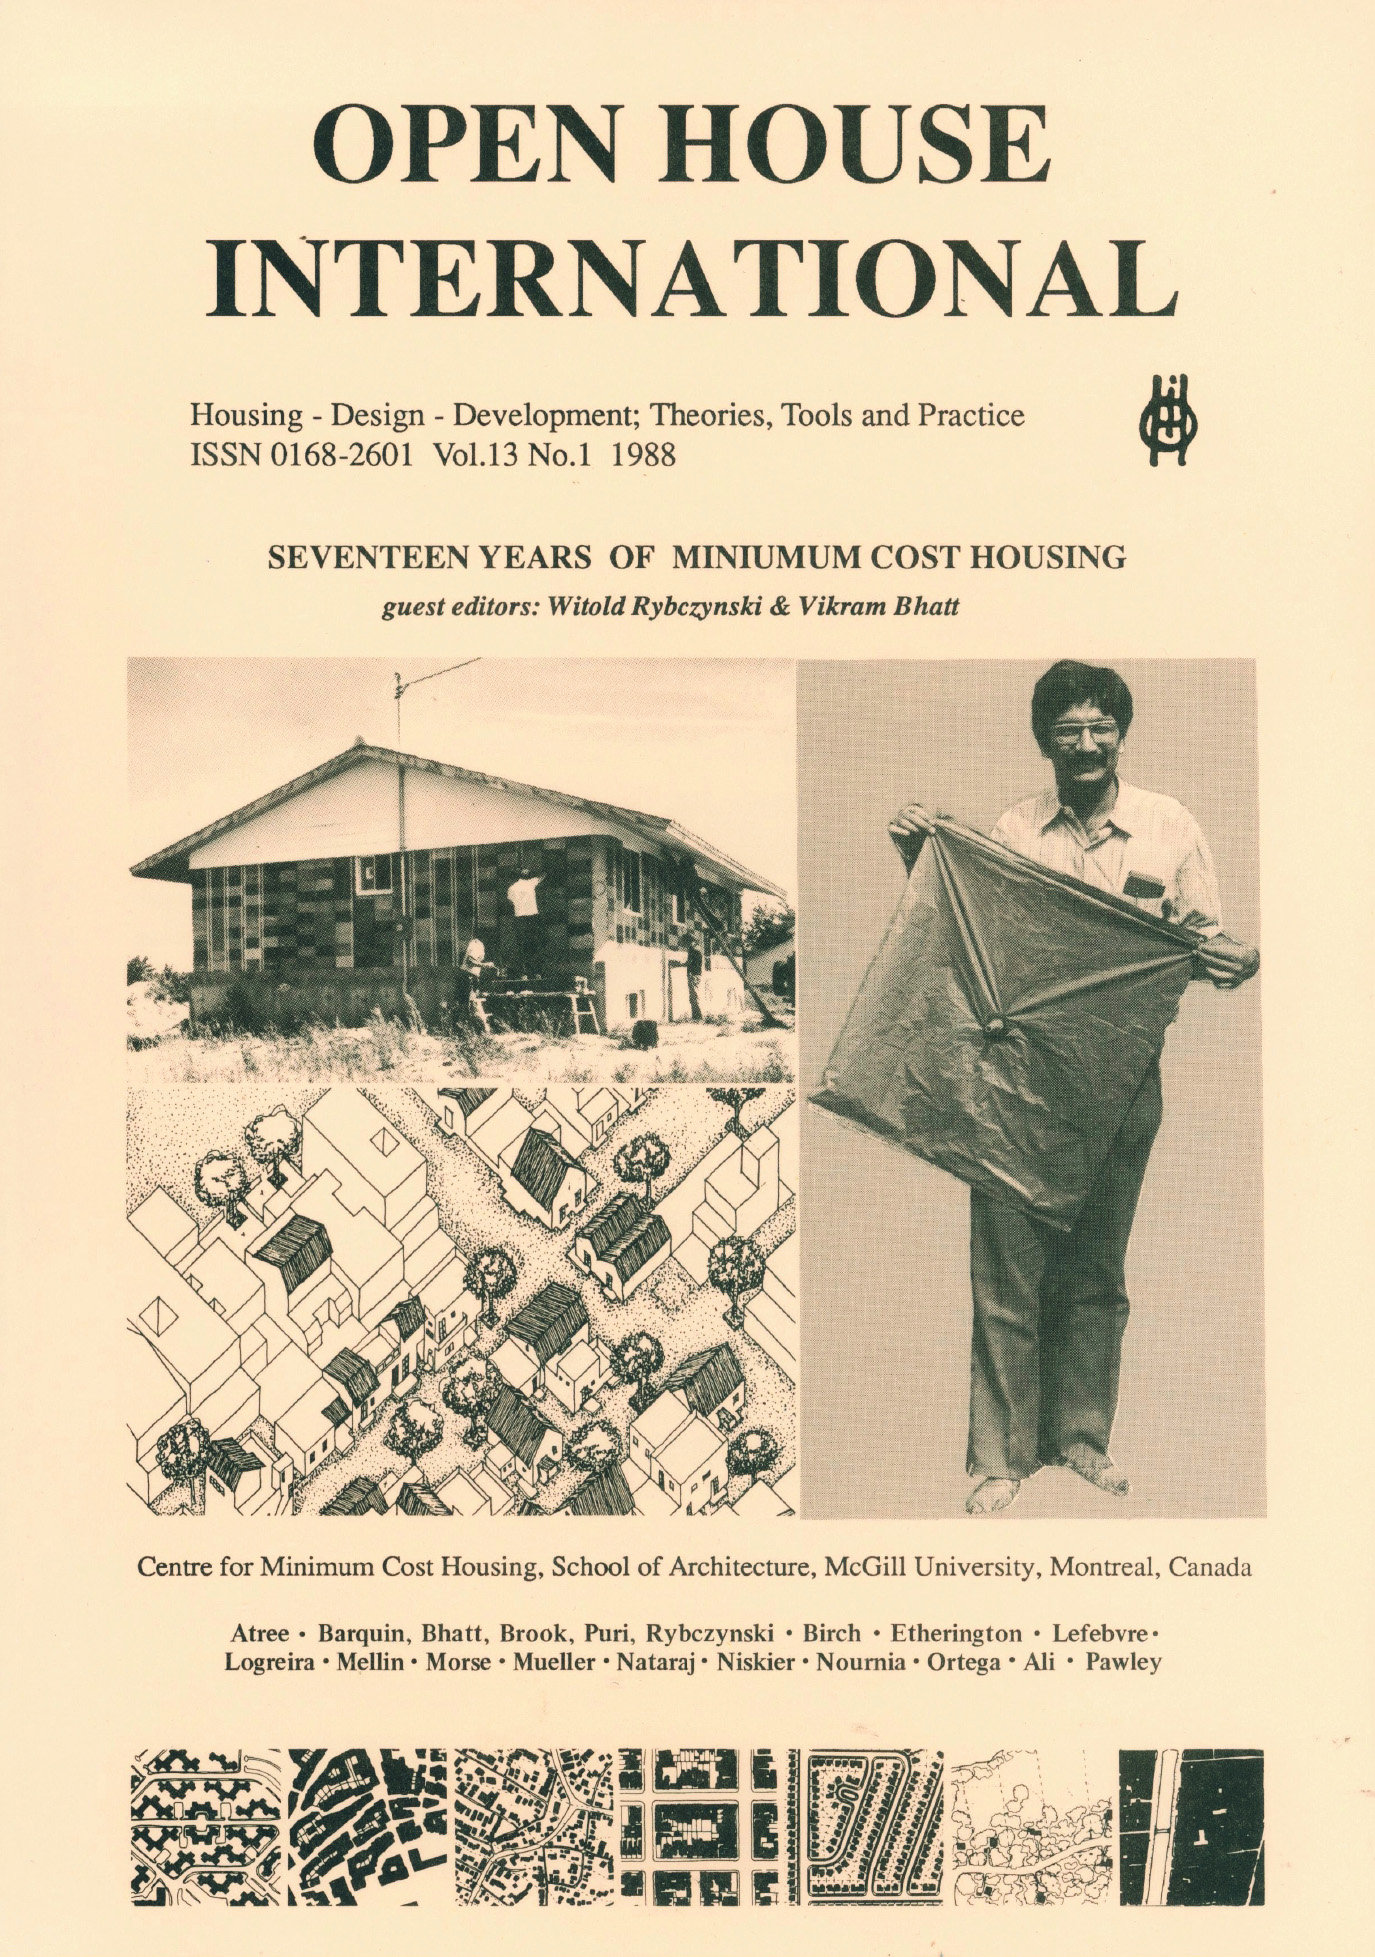 OPEN HOUSE
INTERNATIONAL
Housing - Design - Development; Theories, Tools and Practice
ISSN 0168-2601 Vol.13 No.1 1988
SEVENTEEN YEARS OF MINIUMUM COST HOUSING
guest editors: Witold Rybczynski & Vikram Bhatt
Centre for Minimum Cost Housing, School of Architecture, McGill University, Montreal, Canada
Atree • Barquin, Bhatt, Brook, Puri, Rybczynski • Birch • Etherington • Lefebvre•
Logreira • Mellin • Morse • Mueller • Nataraj • Niskier • Nournia • Ortega • Ali • Pawley